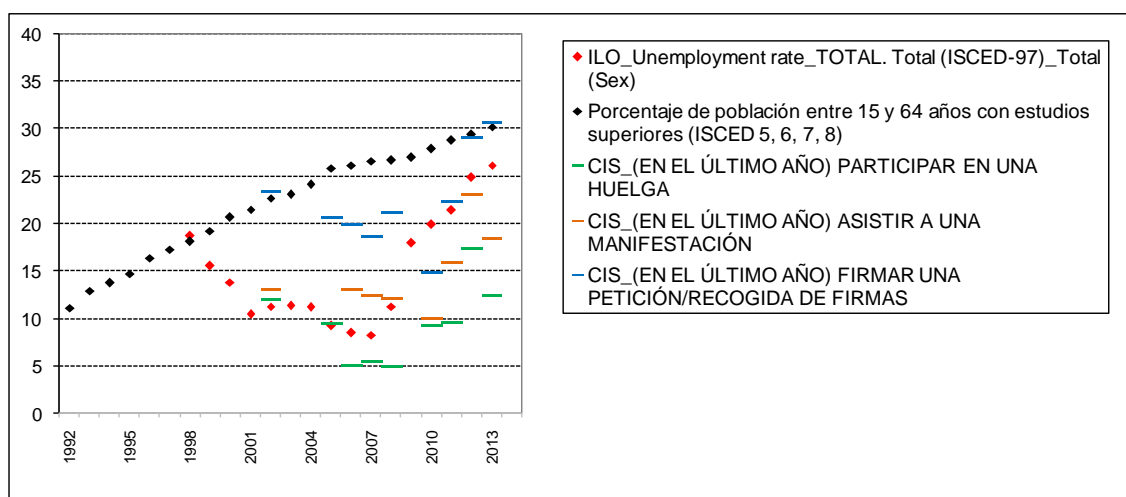 40
35
30
25
20
15
10
5
0
1992
1995
1998
2001
2004
2007
2010
2013
ILO_Unemployment rate_TOTAL. Total (ISCED-97)_Total
(Sex)
Porcentaje de población entre 15 y 64 años con estudios
superiores (ISCED 5, 6, 7, 8)
CIS_(EN EL ÚLTIMO AÑO) PARTICIPAR EN UNA
HUELGA
CIS_(EN EL ÚLTIMO AÑO) ASISTIR A UNA
MANIFESTACIÓN
CIS_(EN EL ÚLTIMO AÑO) FIRMAR UNA
PETICIÓN/RECOGIDA DE FIRMAS